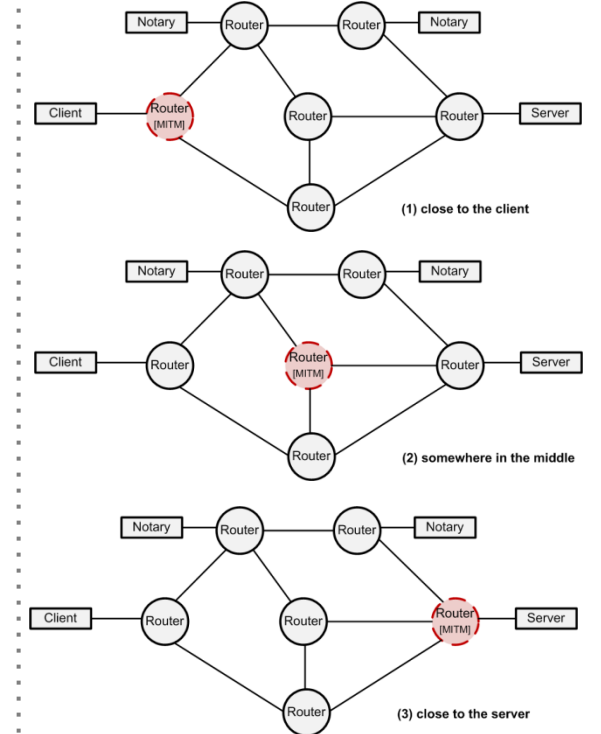 Notary
Router
Router
Notary
Client
Router
[MITM]
Router
Router
Server
Router
(1) close to the client
Notary
Router
Router
Notary
Client
Router
Router
[MITM]
Router
Server
Router
(2) somewhere in the middle
Notary
Router
Router
Notary
Client
Router
Router
Router
[MITM]
Server
Router
(3) close to the server